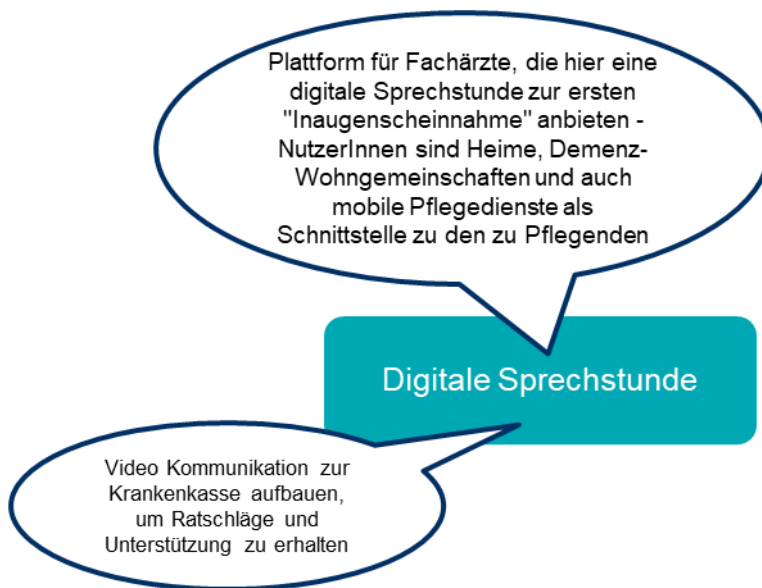 Plattform für Fachärzte, die hier eine
digitale Sprechstunde zur ersten
"Inaugenscheinnahme" anbieten -
NutzerInnen sind Heime, Demenz-
Wohngemeinschaften und auch
mobile Pflegedienste als
Schnittstelle zu den zu Pflegenden
Digitale Sprechstunde
Video Kommunikation zur
Krankenkasse aufbauen,
um Ratschläge und
Unterstützung zu erhalten